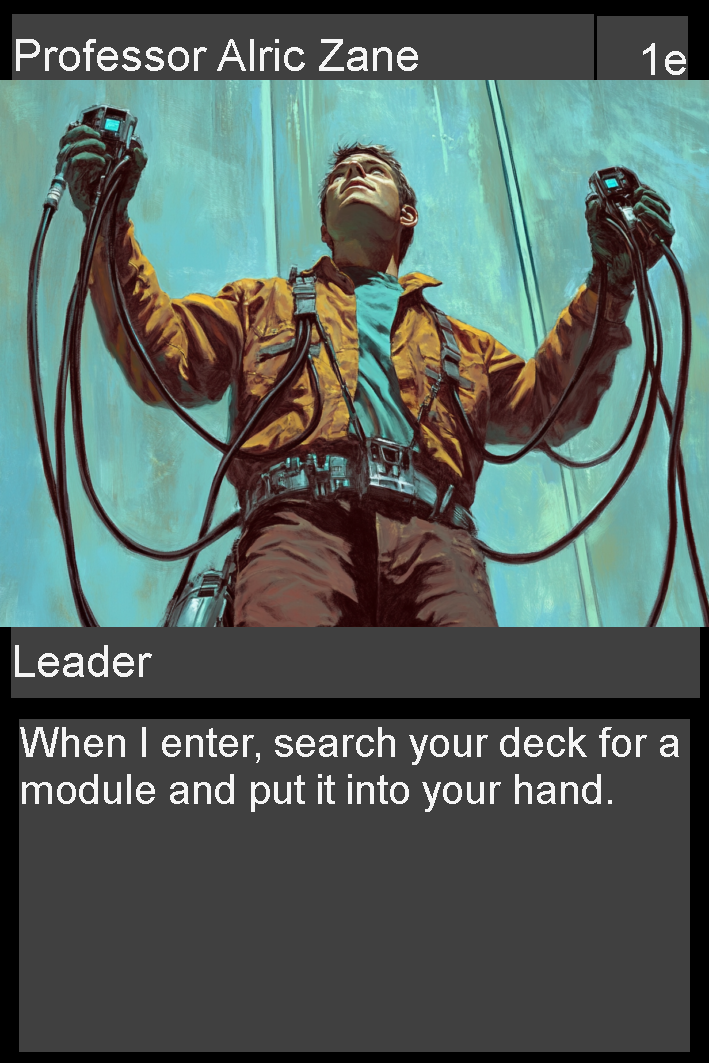 Professor Alric Zane
1e
Leader
When I enter, search your deck for a
module and put it into your hand.